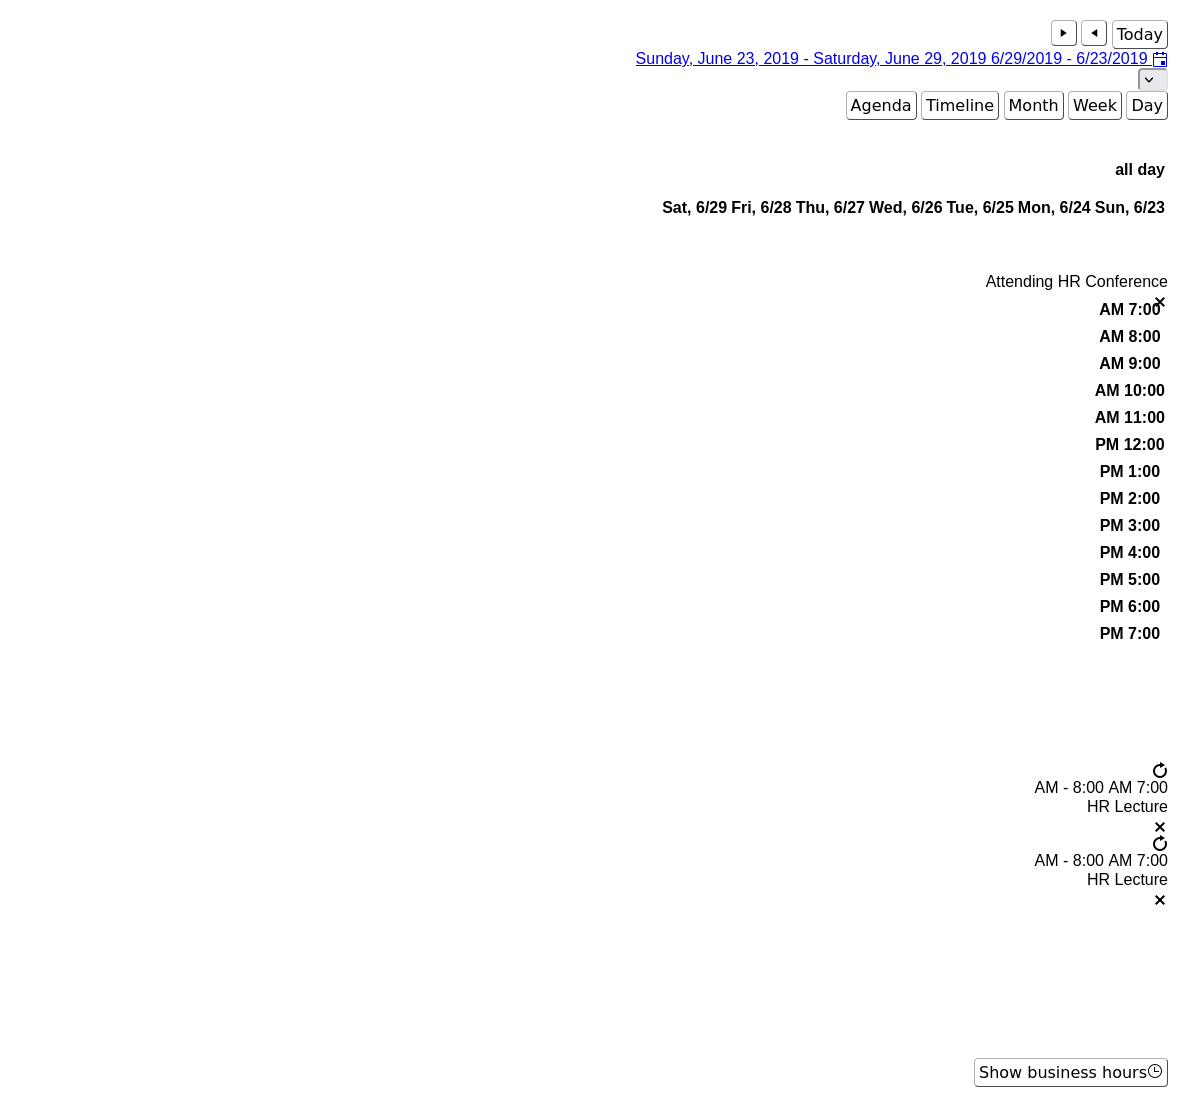 Today
Sunday, June 23, 2019 - Saturday, June 29, 2019 6/29/2019 - 6/23/2019
Agenda Timeline Month Week Day
all day
Sat, 6/29 Fri, 6/28 Thu, 6/27 Wed, 6/26 Tue, 6/25 Mon, 6/24 Sun, 6/23
Attending HR Conference
AM 7:00
AM 8:00
AM 9:00
AM 10:00
AM 11:00
PM 12:00
PM 1:00
PM 2:00
PM 3:00
PM 4:00
PM 5:00
PM 6:00
PM 7:00
AM - 8:00 AM 7:00
HR Lecture
AM - 8:00 AM 7:00
HR Lecture
Show business hours